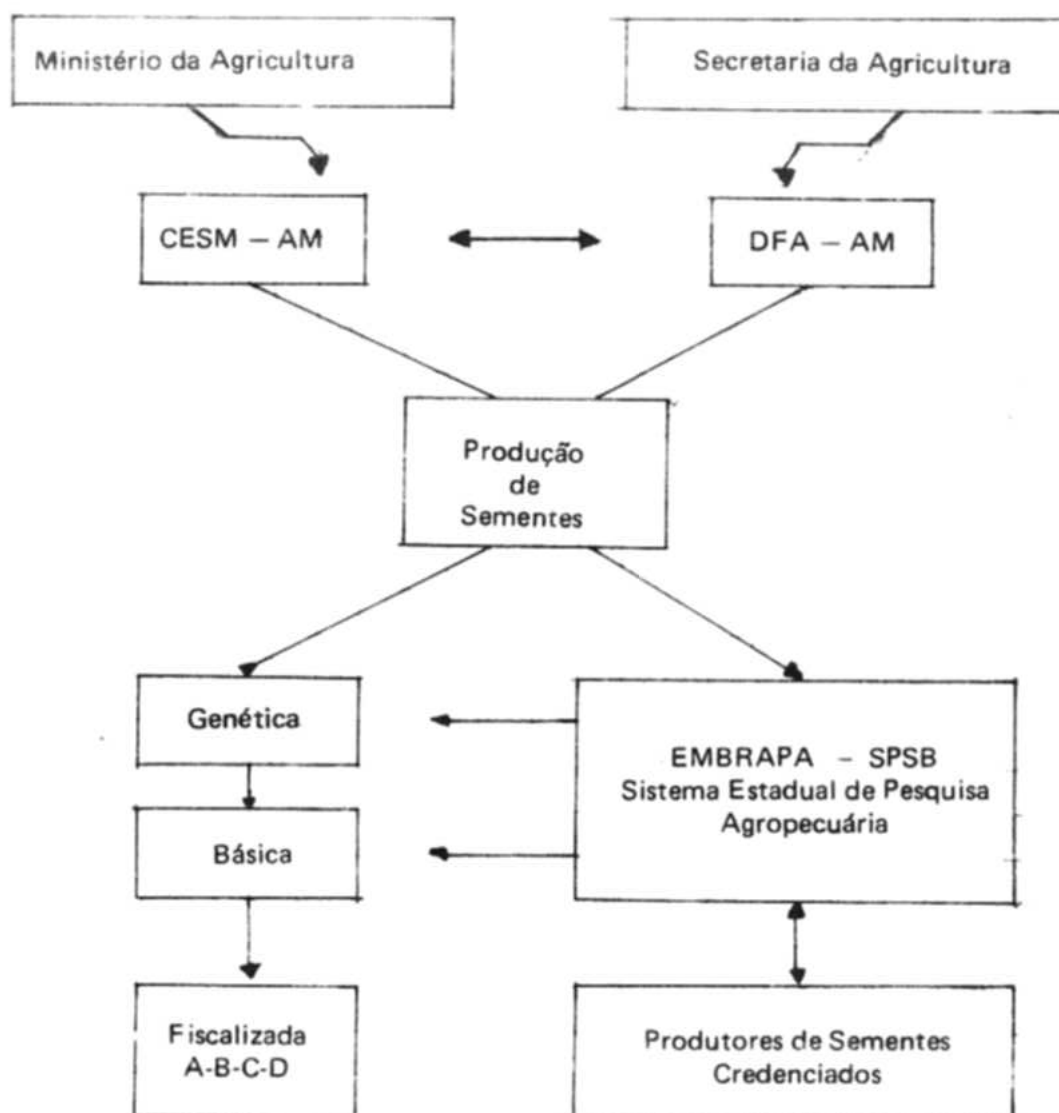 Ministério da Agricultura
Secretaria da Agricultura
CESM – AM
DFA – AM
Produção
de
Sementes
Genética
EMBRAPA – SPSB
Sistema Estadual de Pesquisa
Agropecuária
Básica
Fiscalizada
A-B-C-D
Produtores de Sementes
Credenciados